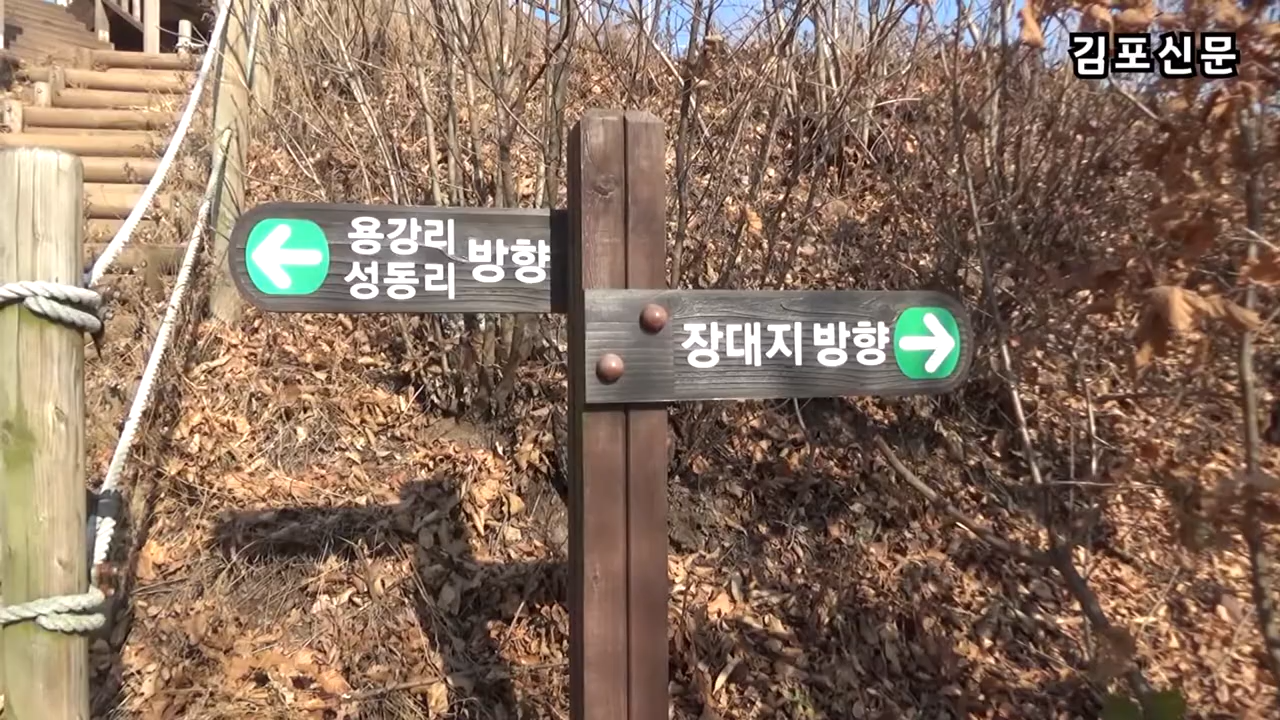 김포신문
용강리
성동리
방향
장대지 방향